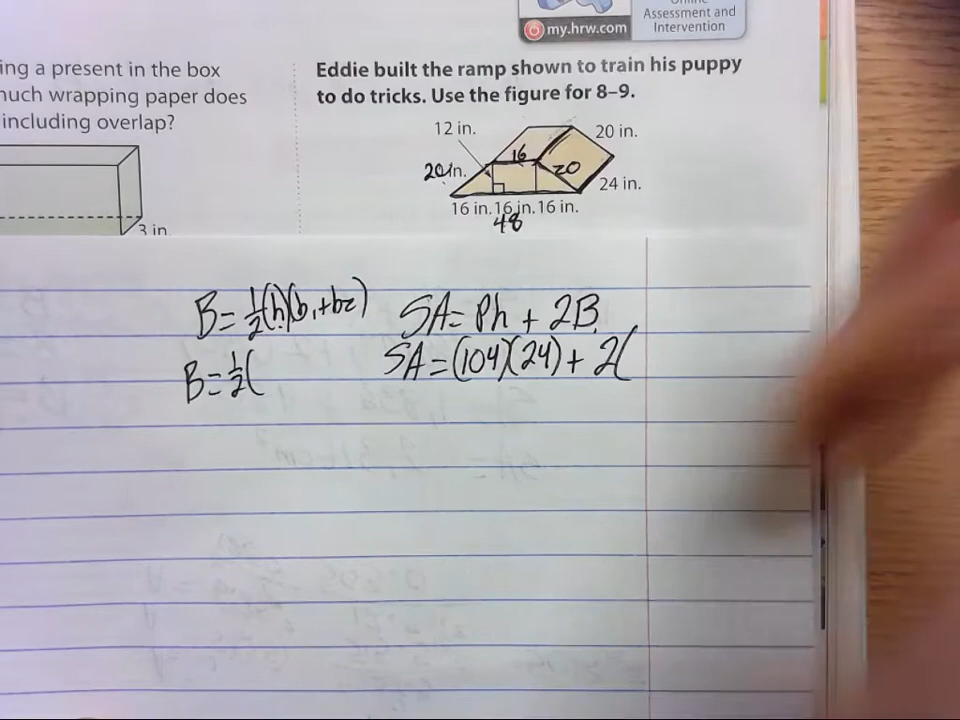 Assessment and
Intervention
my.hrw.com
ing a present in the box
much wrapping paper does
including overlap?
3 in
Eddie built the ramp shown to train his puppy
to do tricks. Use the figure for 8–9.
12 in.
20 in.
16
20 in.
20
24 in.
16 in. 16 in. 16 in.
48
B = 1/2(h)(b₁+b₂)
SA = Ph + 2B
B = 1/2(
SA = (104)(24) + 2(